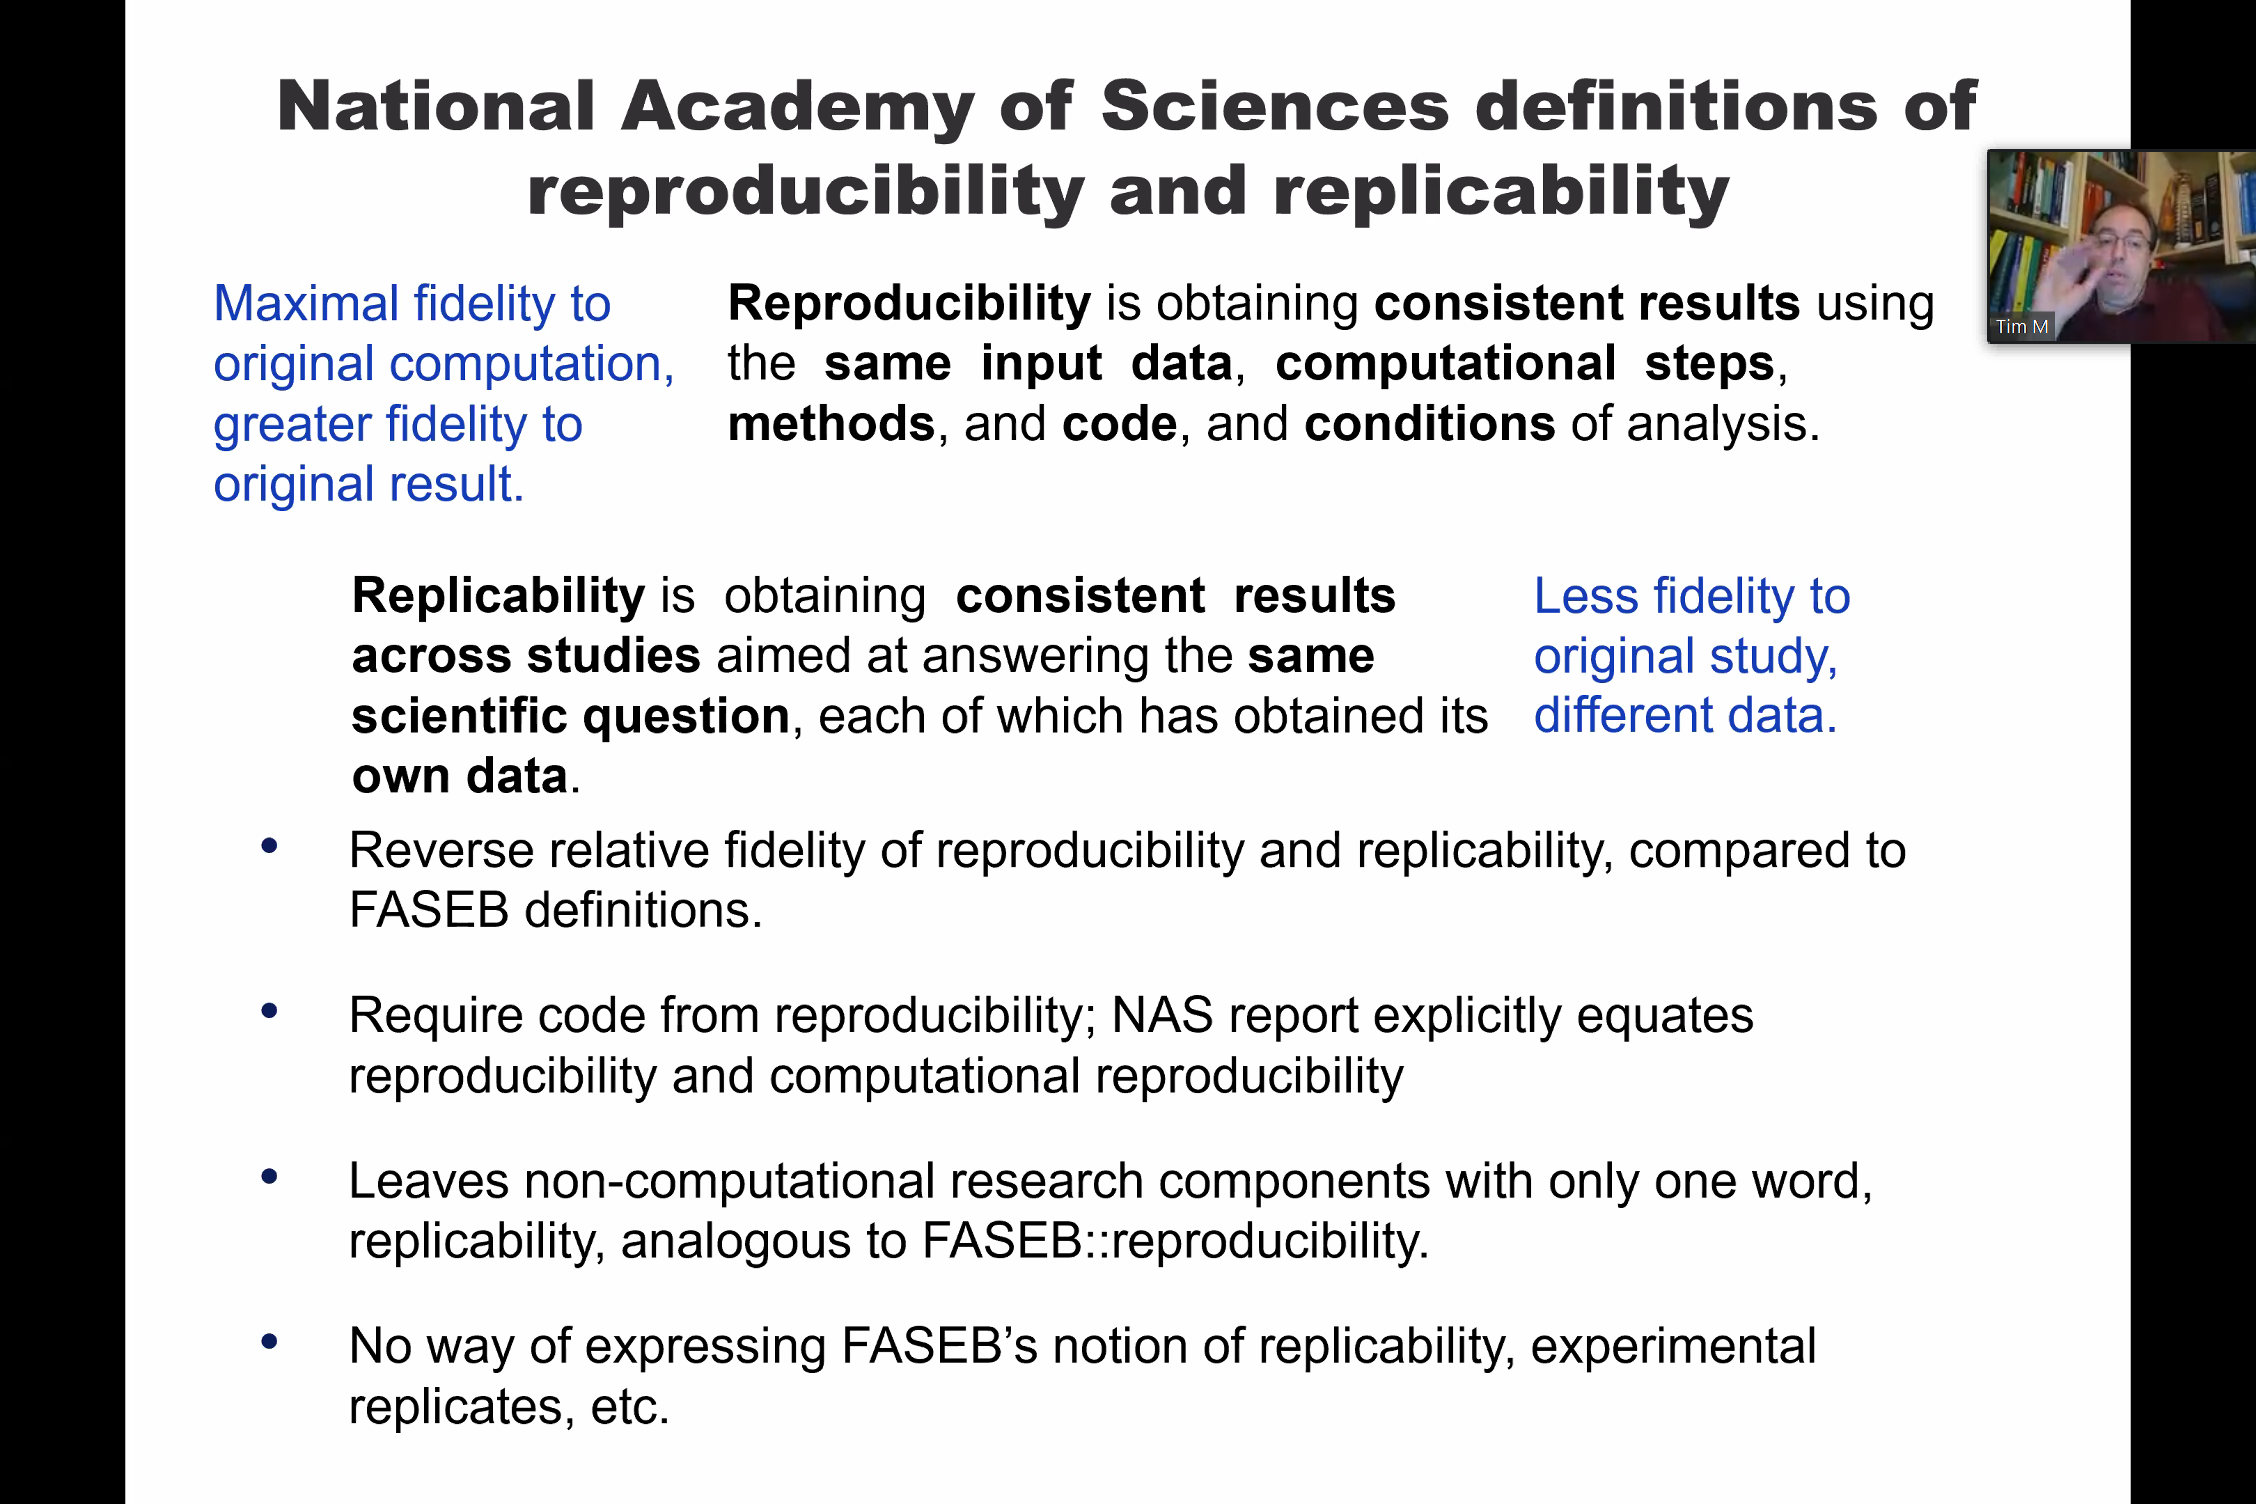 National Academy of Sciences definitions of
reproducibility and replicability
Maximal fidelity to
original computation,
greater fidelity to
original result.
Reproducibility is obtaining consistent results using
the same input data, computational steps,
methods, and code, and conditions of analysis.
Tim M
Replicability is obtaining consistent results
across studies aimed at answering the same
scientific question, each of which has obtained its
own data.
Less fidelity to
original study,
different data.
• Reverse relative fidelity of reproducibility and replicability, compared to
FASEB definitions.
• Require code from reproducibility; NAS report explicitly equates
reproducibility and computational reproducibility
• Leaves non-computational research components with only one word,
replicability, analogous to FASEB::reproducibility.
• No way of expressing FASEB’s notion of replicability, experimental
replicates, etc.